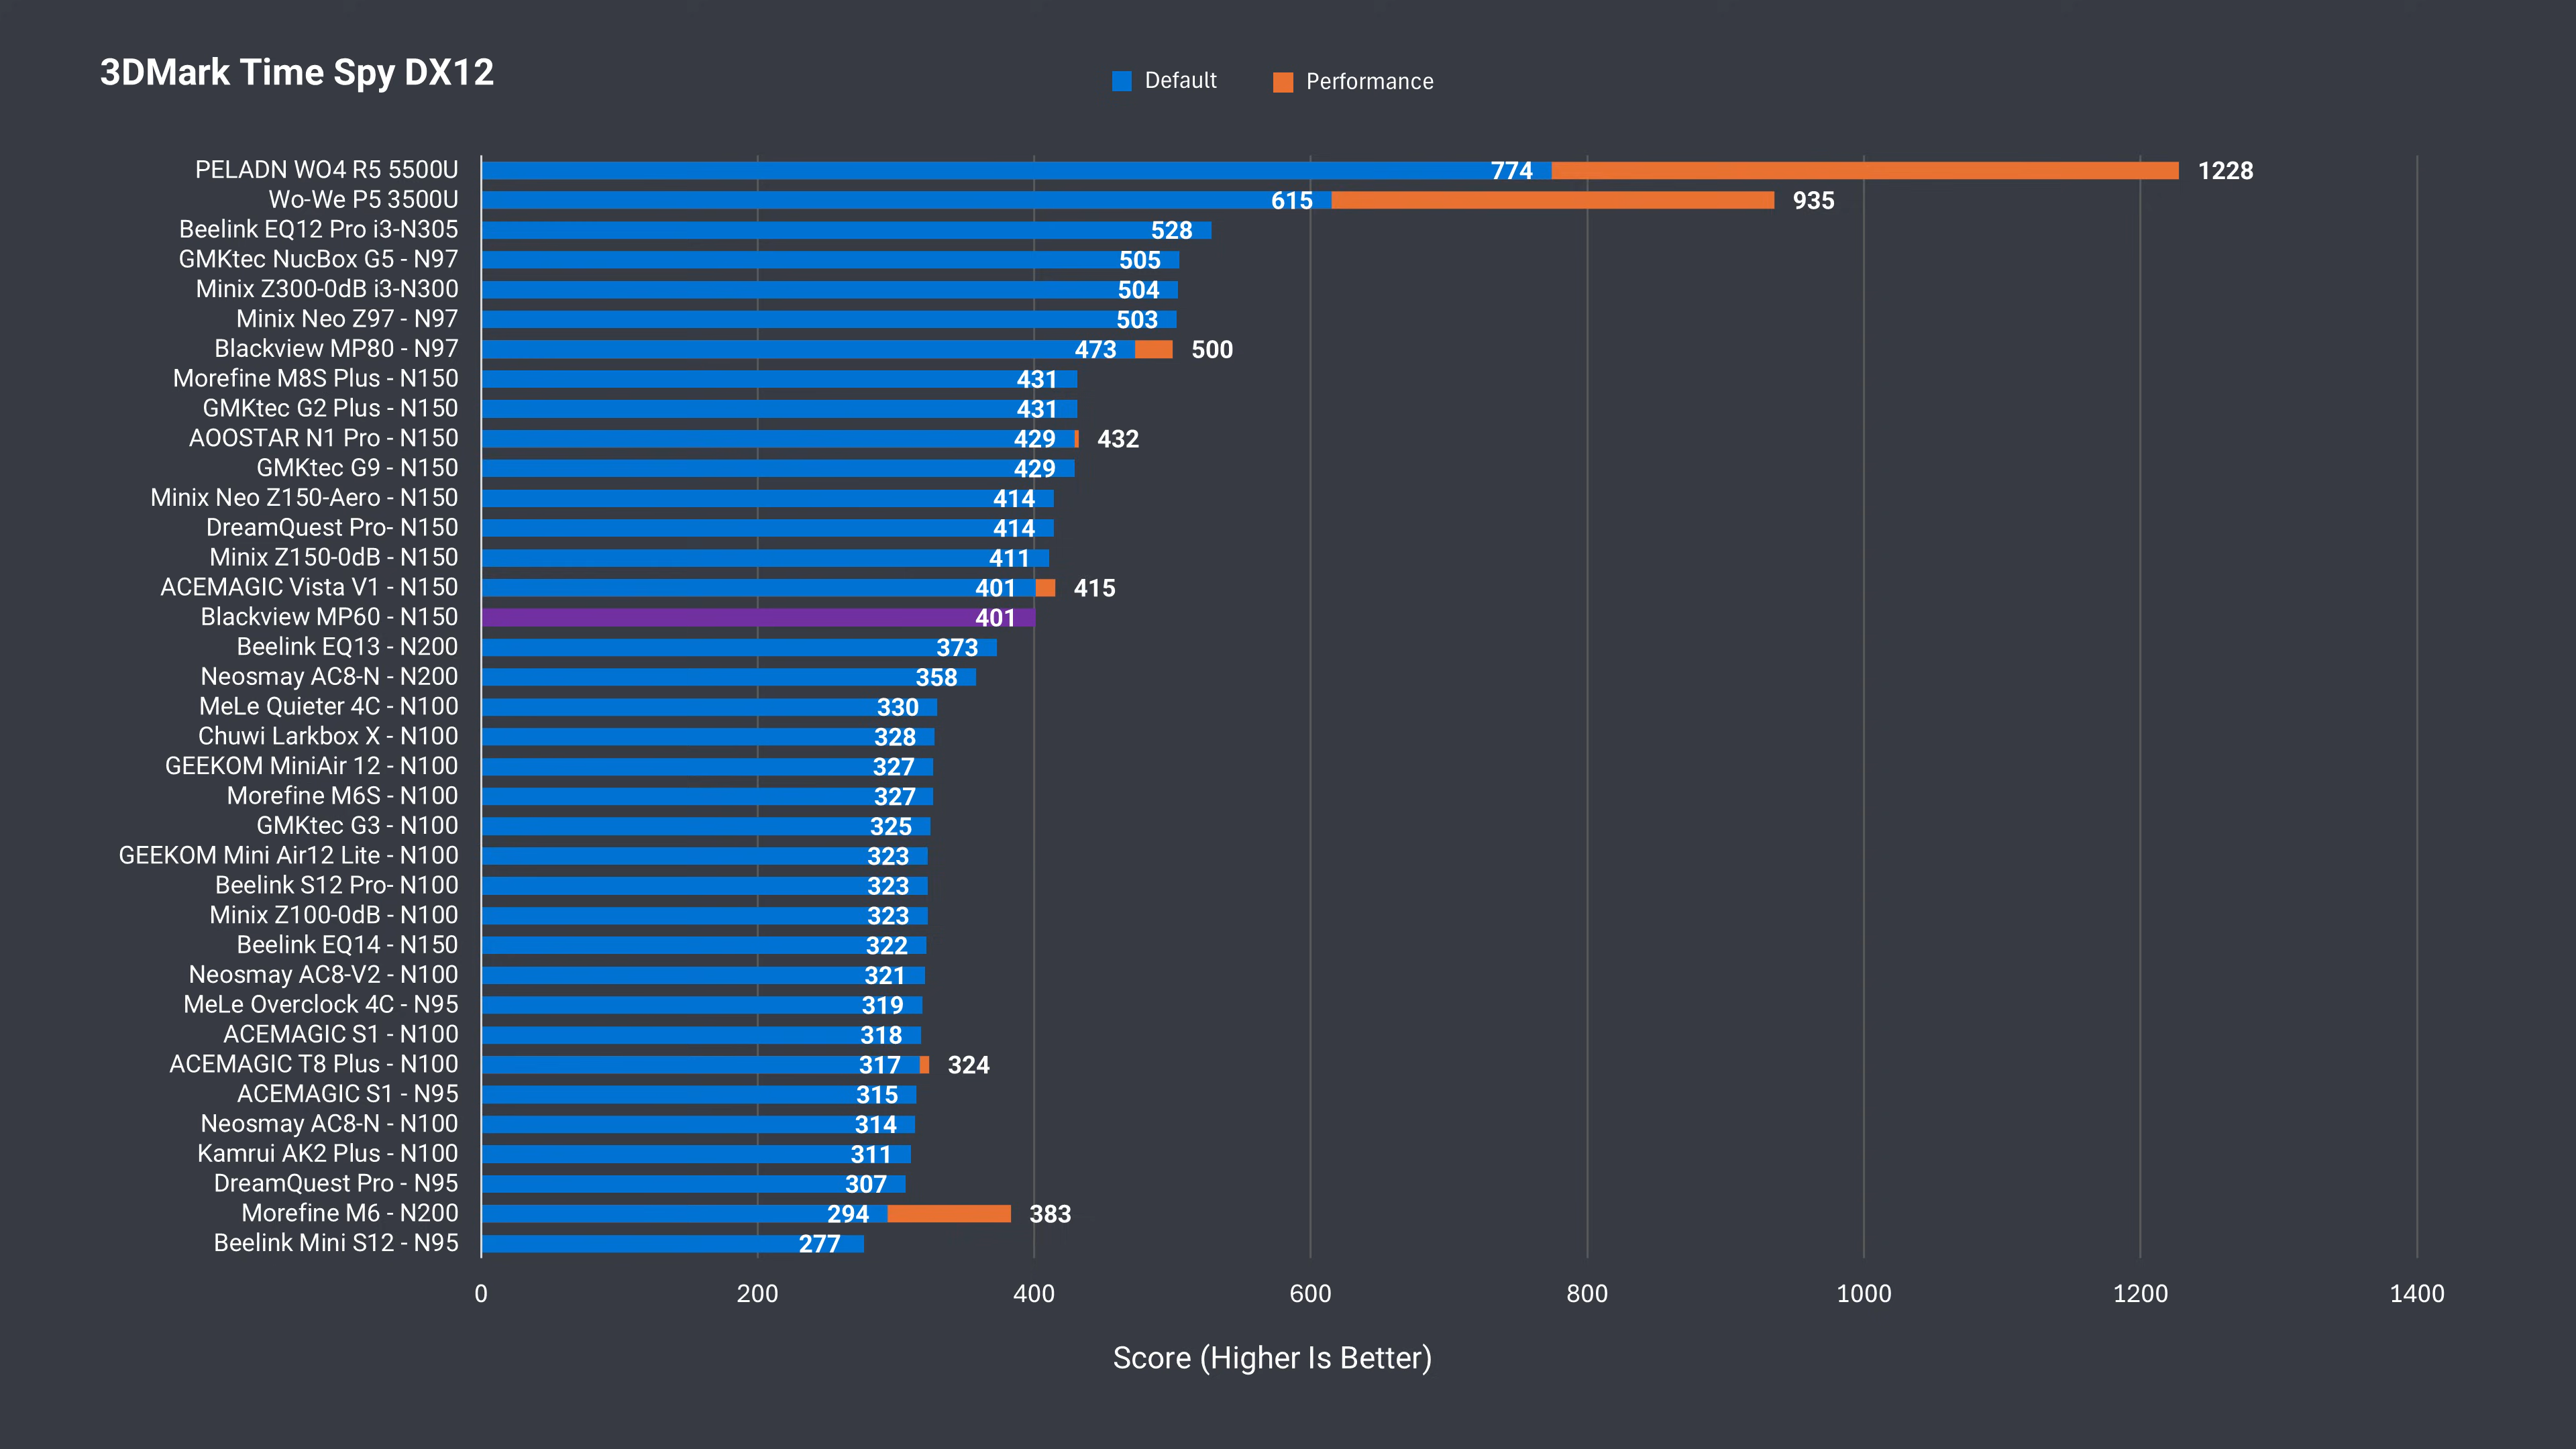 3DMark Time Spy DX12
Default
Performance
PELADN WO4 R5 5500U 774 1228
Wo-We P5 3500U 615 935
Beelink EQ12 Pro i3-N305 528
GMKtec NucBox G5 - N97 505
Minix Z300-0dB i3-N300 504
Minix Neo Z97 - N97 503
Blackview MP80 - N97 473 500
Morefine M8S Plus - N150 431
GMKtec G2 Plus - N150 431
AOOSTAR N1 Pro - N150 429 432
GMKtec G9 - N150 429
Minix Neo Z150-Aero - N150 414
DreamQuest Pro- N150 414
Minix Z150-0dB - N150 411
ACEMAGIC Vista V1 - N150 401 415
Blackview MP60 - N150 401
Beelink EQ13 - N200 373
Neosmay AC8-N - N200 358
MeLe Quieter 4C - N100 330
Chuwi Larkbox X - N100 328
GEEKOM MiniAir 12 - N100 327
Morefine M6S - N100 327
GMKtec G3 - N100 325
GEEKOM Mini Air12 Lite - N100 323
Beelink S12 Pro- N100 323
Minix Z100-0dB - N100 323
Beelink EQ14 - N150 322
Neosmay AC8-V2 - N100 321
MeLe Overclock 4C - N95 319
ACEMAGIC S1 - N100 318
ACEMAGIC T8 Plus - N100 317 324
ACEMAGIC S1 - N95 315
Neosmay AC8-N - N100 314
Kamrui AK2 Plus - N100 311
DreamQuest Pro - N95 307
Morefine M6 - N200 294 383
Beelink Mini S12 - N95 277
0 200 400 600 800 1000 1200 1400
Score (Higher Is Better)